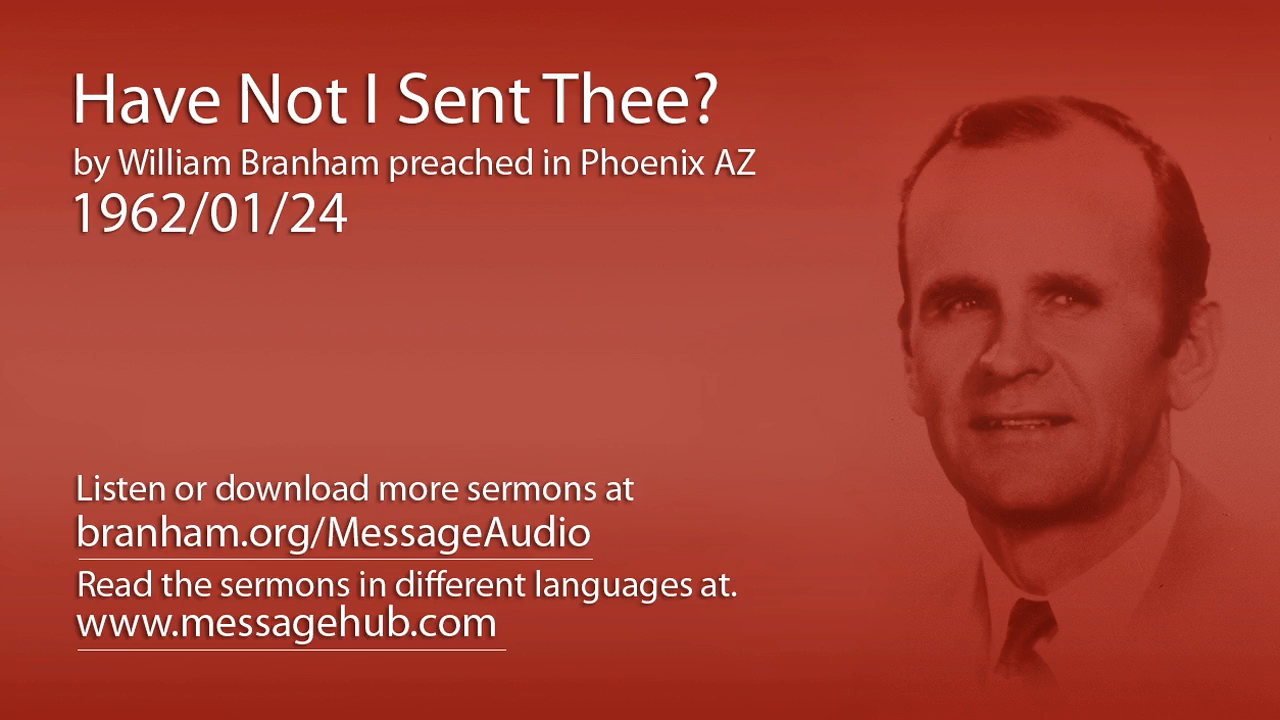 Have Not I Sent Thee?
by William Branham preached in Phoenix AZ
1962/01/24
Listen or download more sermons at
branham.org/MessageAudio
Read the sermons in different languages at.
www.messagehub.com